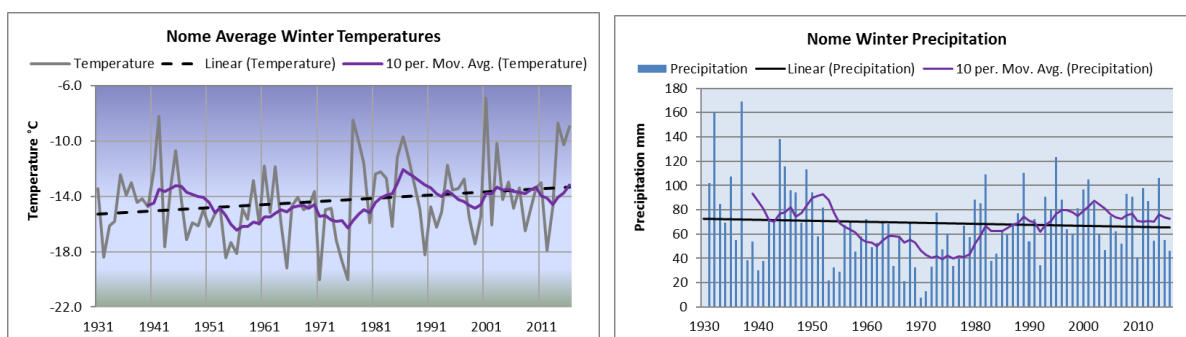 Nome Average Winter Temperatures
Temperature Linear (Temperature) 10 per. Mov. Avg. (Temperature)
Temperature °C
-6.0
-10.0
-14.0
-18.0
-22.0
1931 1941 1951 1961 1971 1981 1991 2001 2011
Nome Winter Precipitation
Precipitation Linear (Precipitation) 10 per. Mov. Avg. (Precipitation)
Precipitation mm
180
160
140
120
100
80
60
40
20
0
1930 1940 1950 1960 1970 1980 1990 2000 2010